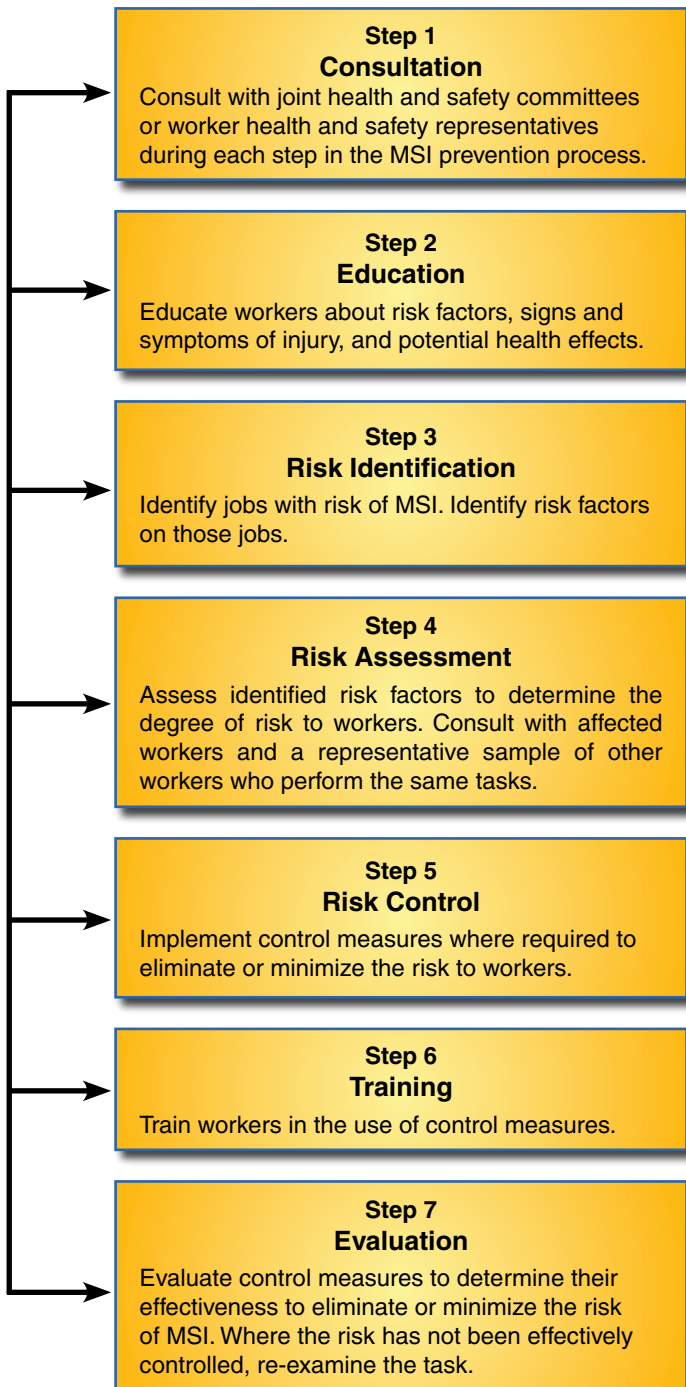 Step 1
Consultation
Consult with joint health and safety committees
or worker health and safety representatives
during each step in the MSI prevention process.
Step 2
Education
Educate workers about risk factors, signs and
symptoms of injury, and potential health effects.
Step 3
Risk Identification
Identify jobs with risk of MSI. Identify risk factors
on those jobs.
Step 4
Risk Assessment
Assess identified risk factors to determine the
degree of risk to workers. Consult with affected
workers and a representative sample of other
workers who perform the same tasks.
Step 5
Risk Control
Implement control measures where required to
eliminate or minimize the risk to workers.
Step 6
Training
Train workers in the use of control measures.
Step 7
Evaluation
Evaluate control measures to determine their
effectiveness to eliminate or minimize the risk
of MSI. Where the risk has not been effectively
controlled, re-examine the task.